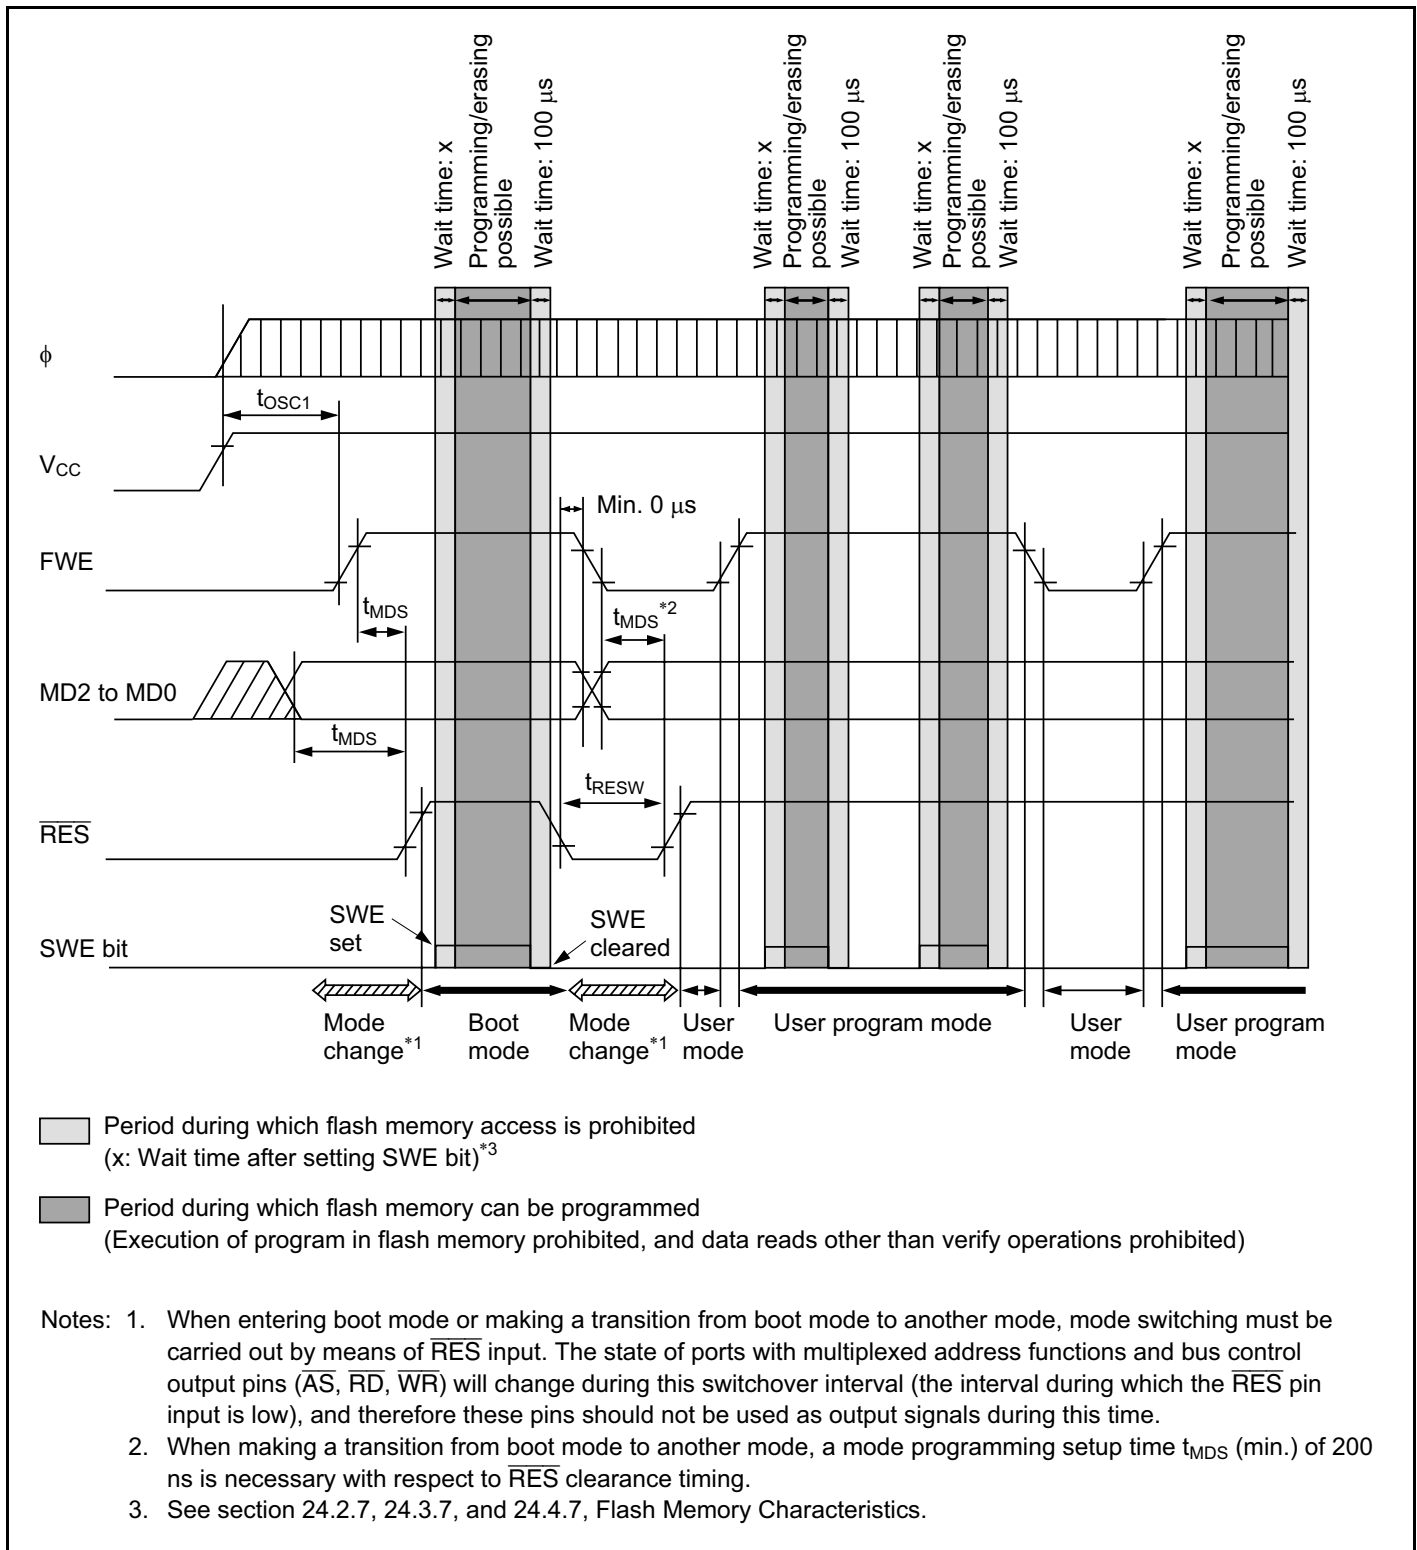 Wait time: x
Programming/erasing
possible
Wait time: 100 μs
Wait time: x
Programming/erasing
possible
Wait time: 100 μs
Wait time: x
Programming/erasing
possible
Wait time: 100 μs
Wait time: x
Programming/erasing
possible
Wait time: 100 μs
ϕ
tOSC1
VCC
Min. 0 μs
FWE
tMDS
tMDS*2
MD2 to MD0
tMDS
tRESW
RES
SWE
set
SWE
cleared
SWE bit
Mode
change*1
Boot
mode
Mode
change*1
User
mode
User program mode
User
mode
User program
mode
Period during which flash memory access is prohibited
(x: Wait time after setting SWE bit)*3
Period during which flash memory can be programmed
(Execution of program in flash memory prohibited, and data reads other than verify operations prohibited)
Notes: 1. When entering boot mode or making a transition from boot mode to another mode, mode switching must be
carried out by means of RES input. The state of ports with multiplexed address functions and bus control
output pins (AS, RD, WR) will change during this switchover interval (the interval during which the RES pin
input is low), and therefore these pins should not be used as output signals during this time.
2. When making a transition from boot mode to another mode, a mode programming setup time tMDS (min.) of 200
ns is necessary with respect to RES clearance timing.
3. See section 24.2.7, 24.3.7, and 24.4.7, Flash Memory Characteristics.